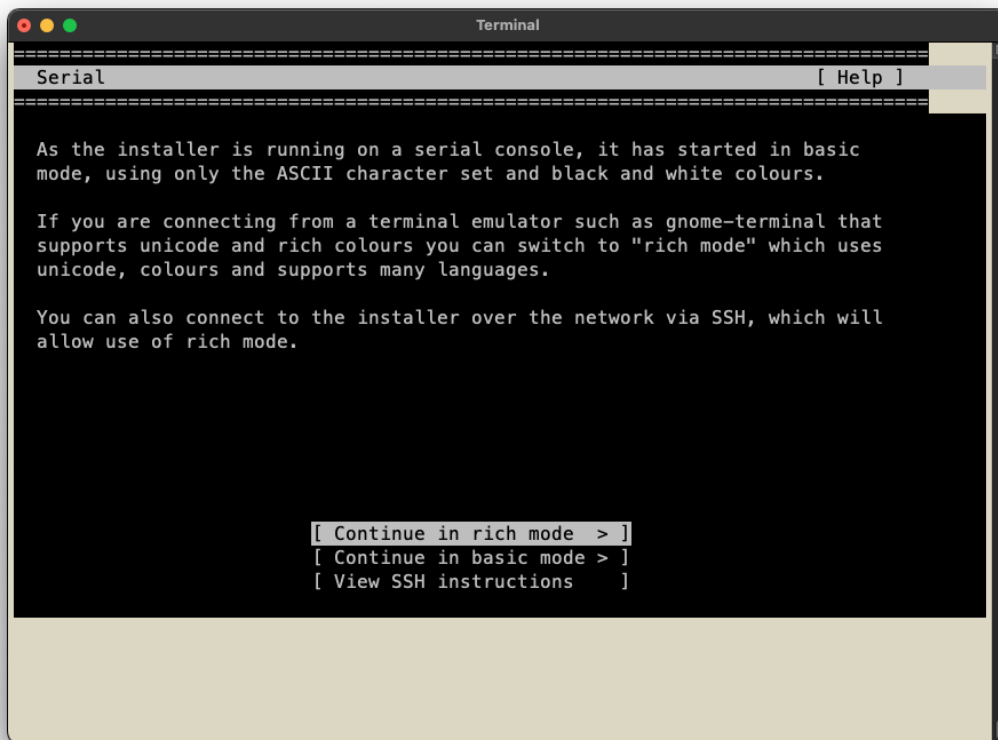 Terminal
================================================================================
Serial [ Help ]
================================================================================
As the installer is running on a serial console, it has started in basic
mode, using only the ASCII character set and black and white colours.
If you are connecting from a terminal emulator such as gnome-terminal that
supports unicode and rich colours you can switch to "rich mode" which uses
unicode, colours and supports many languages.
You can also connect to the installer over the network via SSH, which will
allow use of rich mode.
[ Continue in rich mode > ]
[ Continue in basic mode > ]
[ View SSH instructions ]